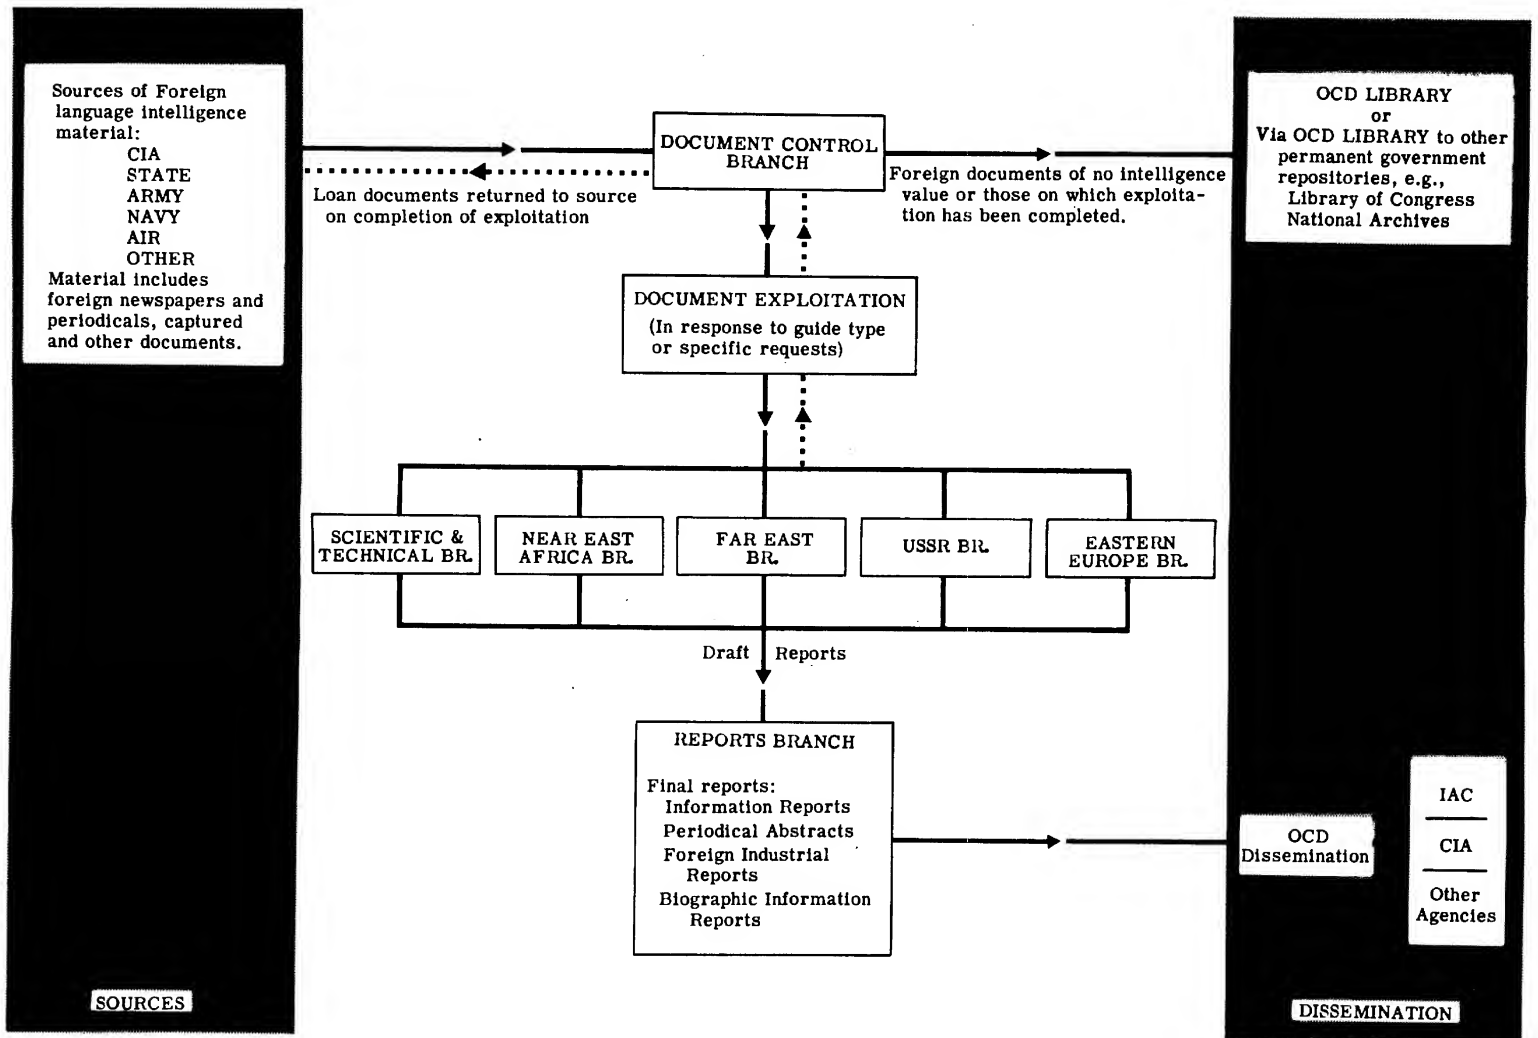 Sources of Foreign
language intelligence
material:
CIA
STATE
ARMY
NAVY
AIR
OTHER
Material includes
foreign newspapers and
periodicals, captured
and other documents.
SOURCES
Loan documents returned to source
on completion of exploitation
DOCUMENT CONTROL
BRANCH
Foreign documents of no intelligence
value or those on which exploita-
tion has been completed.
OCD LIBRARY
or
Via OCD LIBRARY to other
permanent government
repositories, e.g.,
Library of Congress
National Archives
DOCUMENT EXPLOITATION
(In response to guide type
or specific requests)
SCIENTIFIC &
TECHNICAL BR.
NEAR EAST
AFRICA BR.
FAR EAST
BR.
USSR BR.
EASTERN
EUROPE BR.
Draft Reports
REPORTS BRANCH
Final reports:
Information Reports
Periodical Abstracts
Foreign Industrial
Reports
Biographic Information
Reports
OCD
Dissemination
IAC
CIA
Other
Agencies
DISSEMINATION